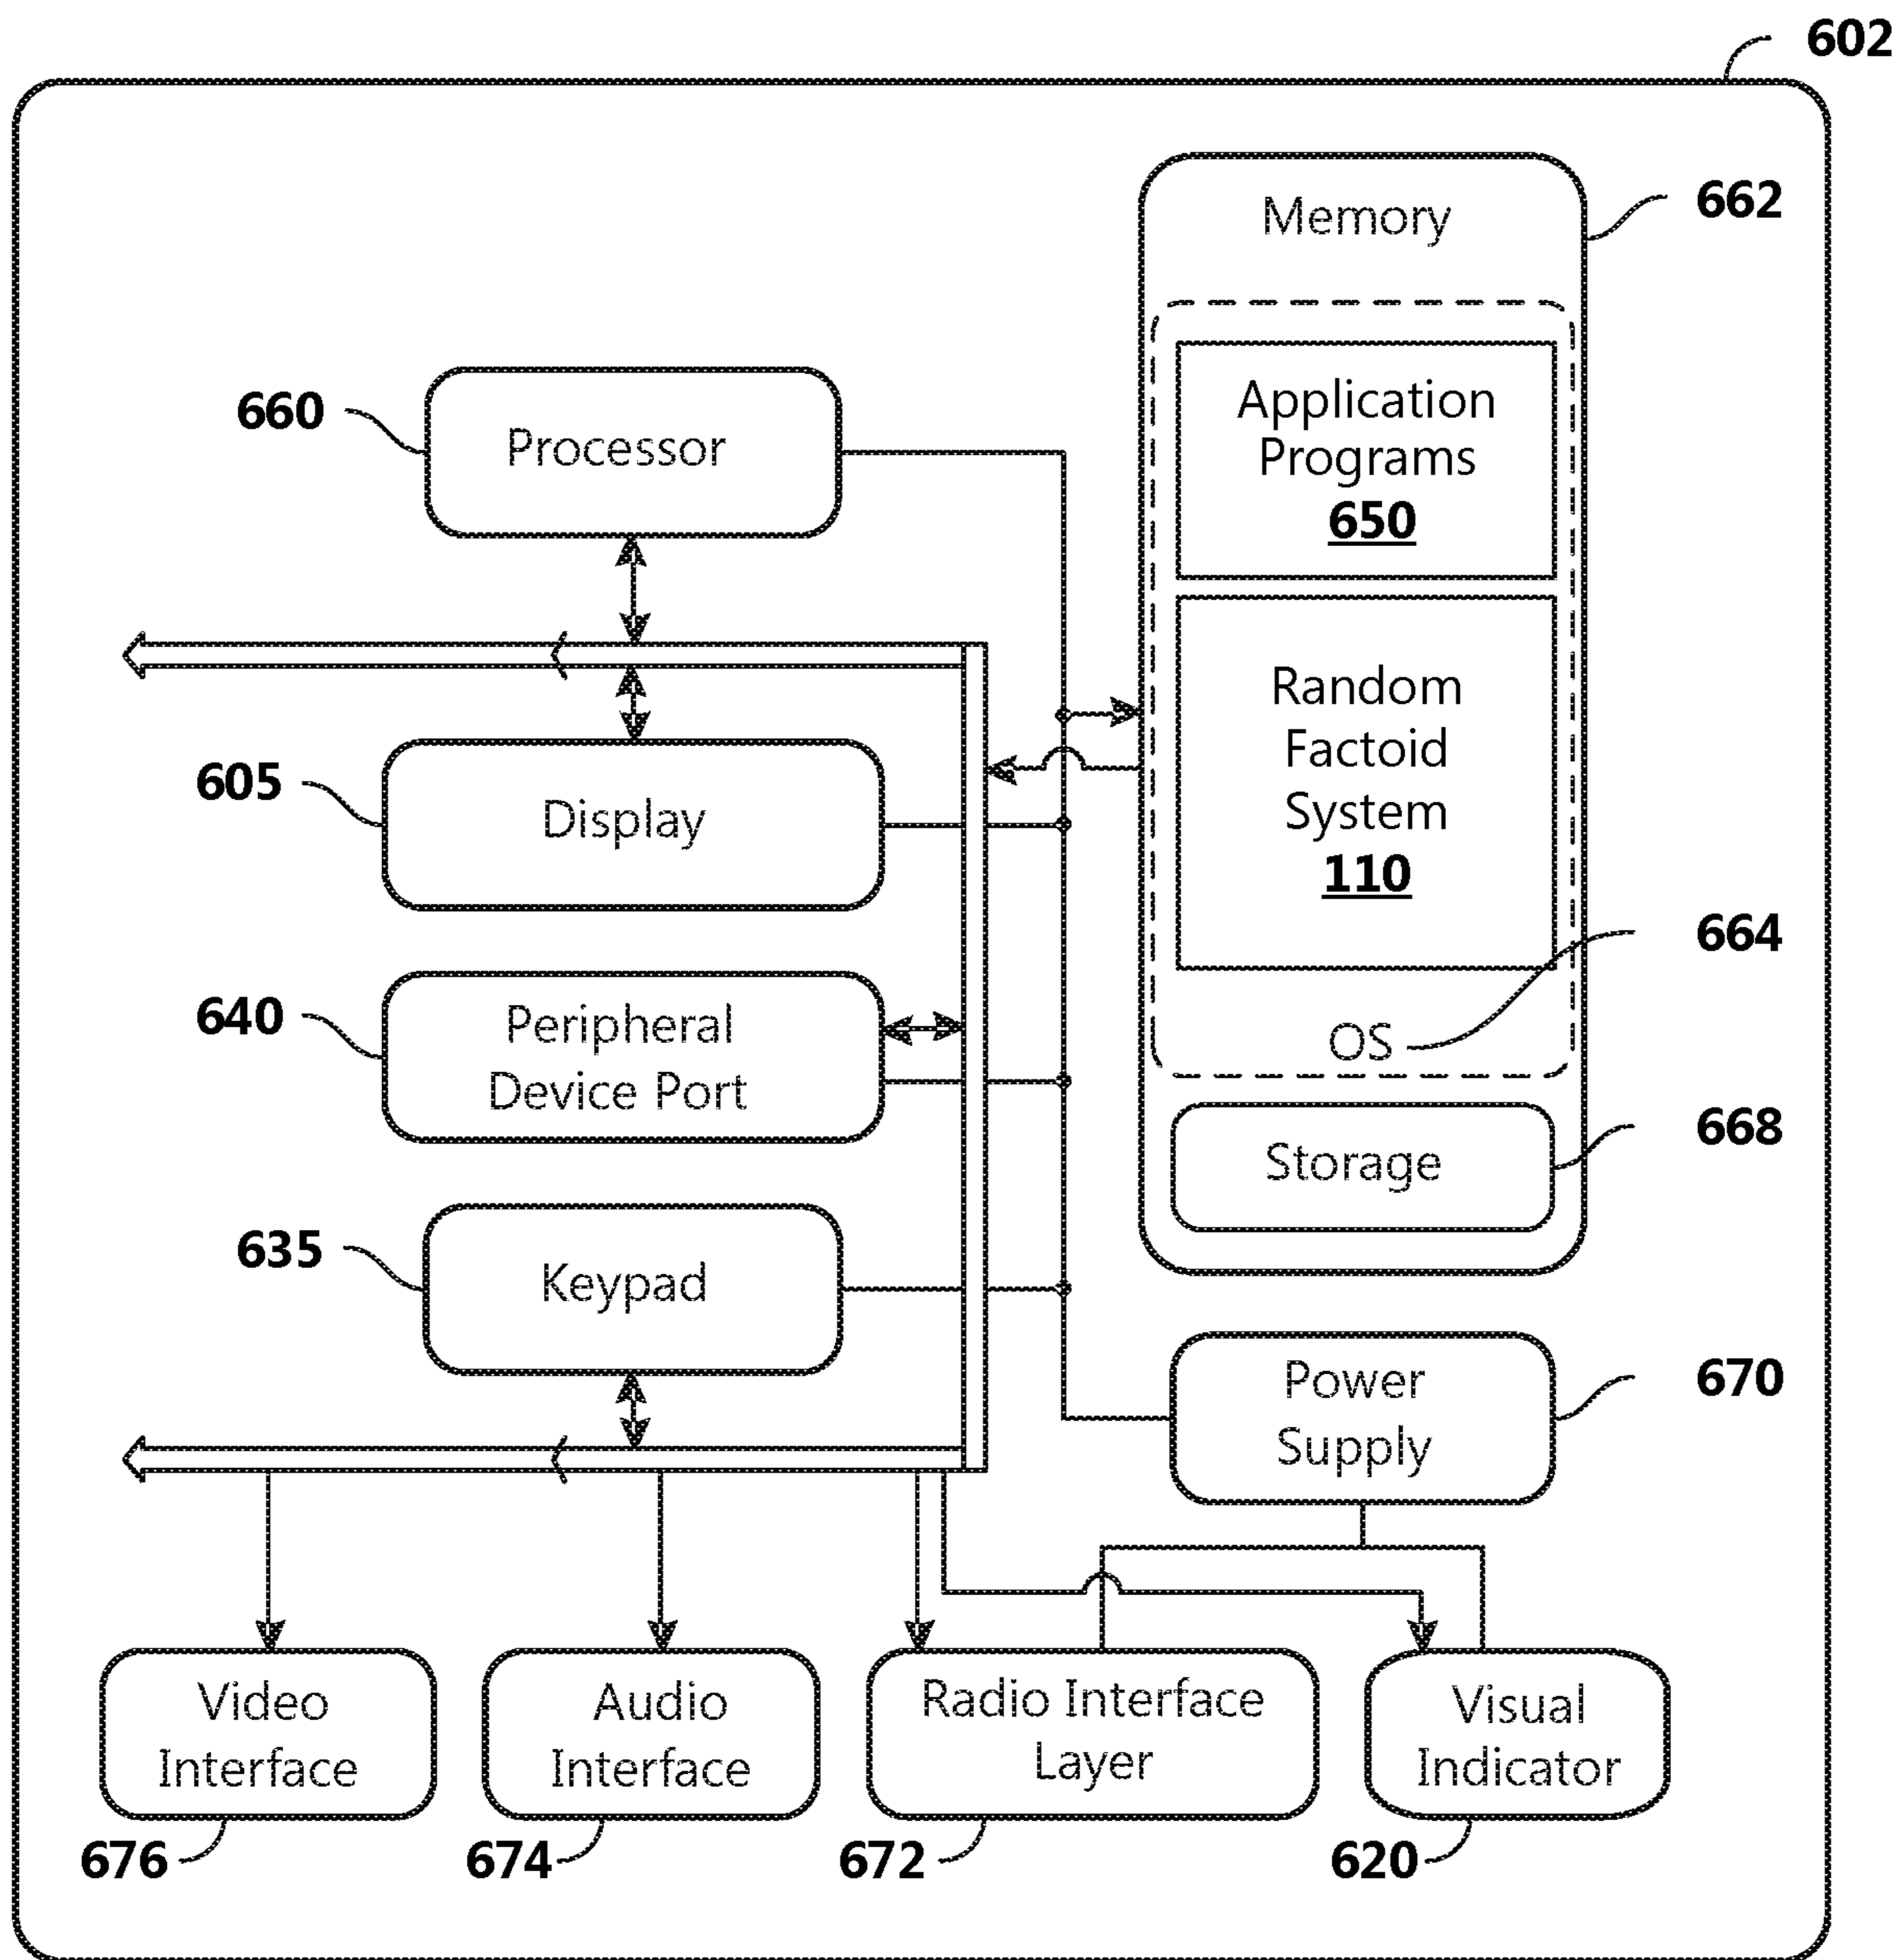 602
Memory
662
Application
Programs
650
660
Processor
Random
Factoid
System
110
605
Display
664
640
Peripheral
Device Port
OS
668
Storage
635
Keypad
Power
Supply
670
Video
Interface
Audio
Interface
Radio Interface
Layer
Visual
Indicator
676
674
672
620